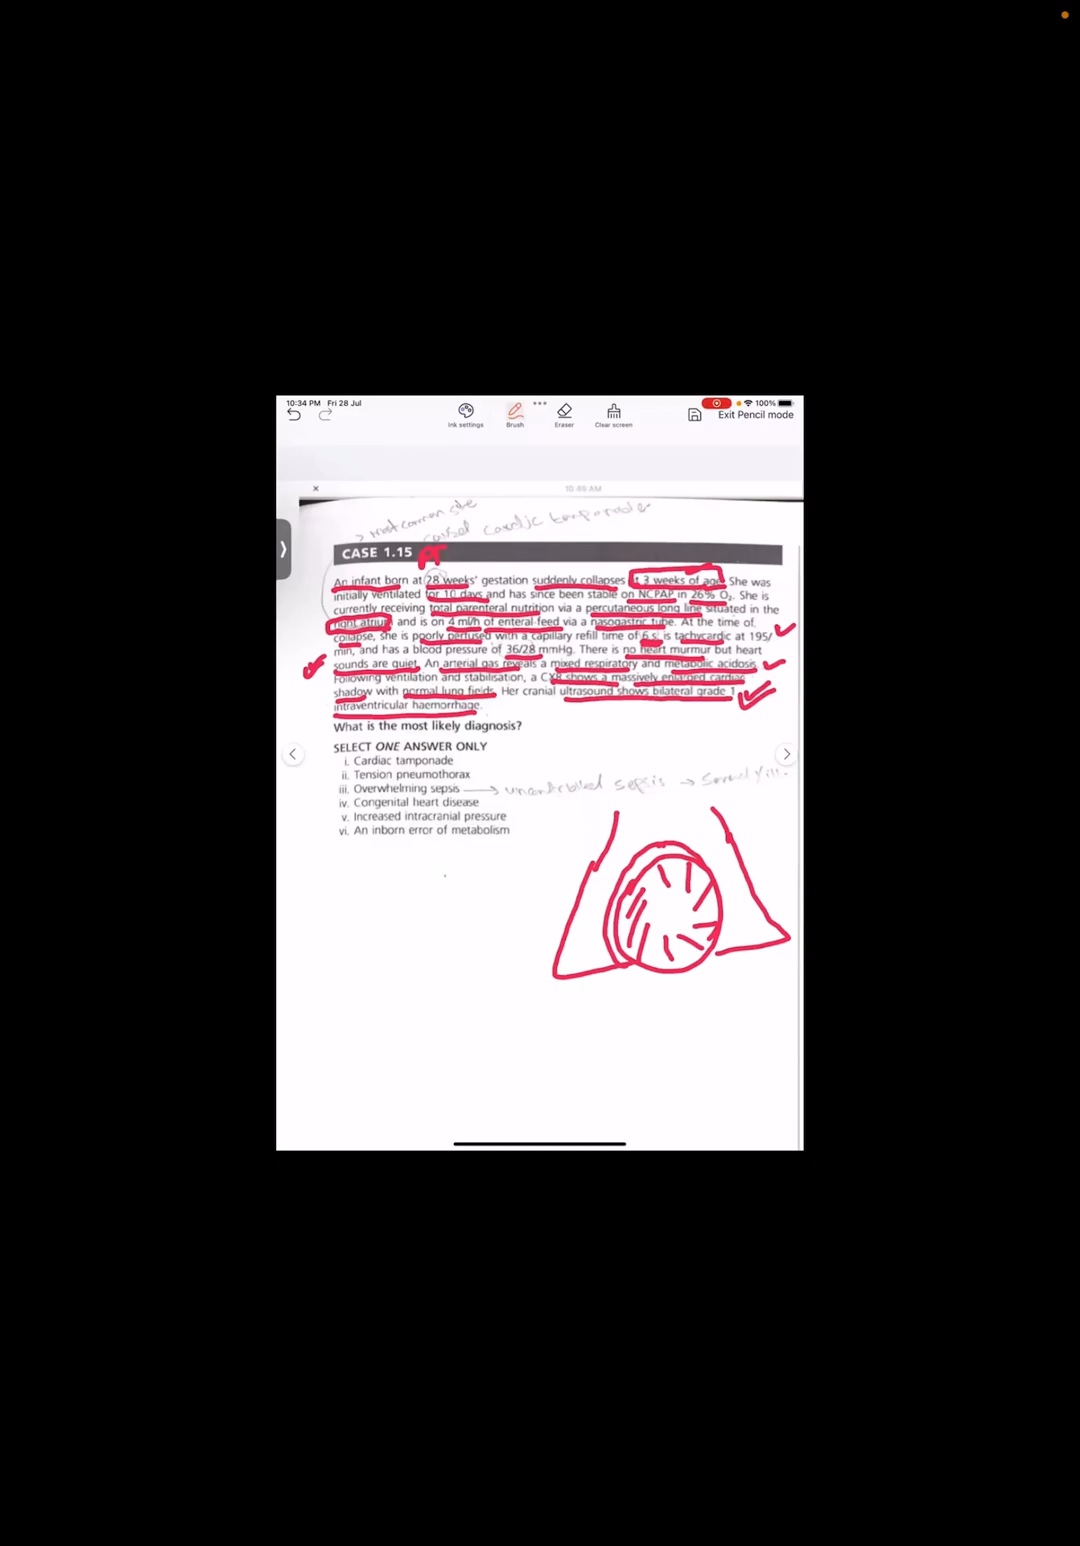 10:34 PM Fri 28 Jul
100%
Ink settings
Brush
Eraser
Clear screen
Exit Pencil mode
10:05 AM
> most common site
causal cardiac tamponade
CASE 1.15
An infant born at 28 weeks' gestation suddenly collapses at 3 weeks of age. She was
initially ventilated for 10 days and has since been stable on NCPAP in 26% O₂. She is
currently receiving total parenteral nutrition via a percutaneous long line situated in the
right atrium and is on 4 ml/h of enteral feed via a nasogastric tube. At the time of
collapse, she is poorly perfused with a capillary refill time of 6 s, is tachycardic at 195/
min, and has a blood pressure of 36/28 mmHg. There is no heart murmur but heart
sounds are quiet. An arterial gas reveals a mixed respiratory and metabolic acidosis.
Following ventilation and stabilisation, a CXR shows a massively enlarged cardiac
shadow with normal lung fields. Her cranial ultrasound shows bilateral grade 1
intraventricular haemorrhage.
What is the most likely diagnosis?
SELECT ONE ANSWER ONLY
i. Cardiac tamponade
ii. Tension pneumothorax
iii. Overwhelming sepsis → uncontrolled sepsis →
iv. Congenital heart disease
v. Increased intracranial pressure
vi. An inborn error of metabolism